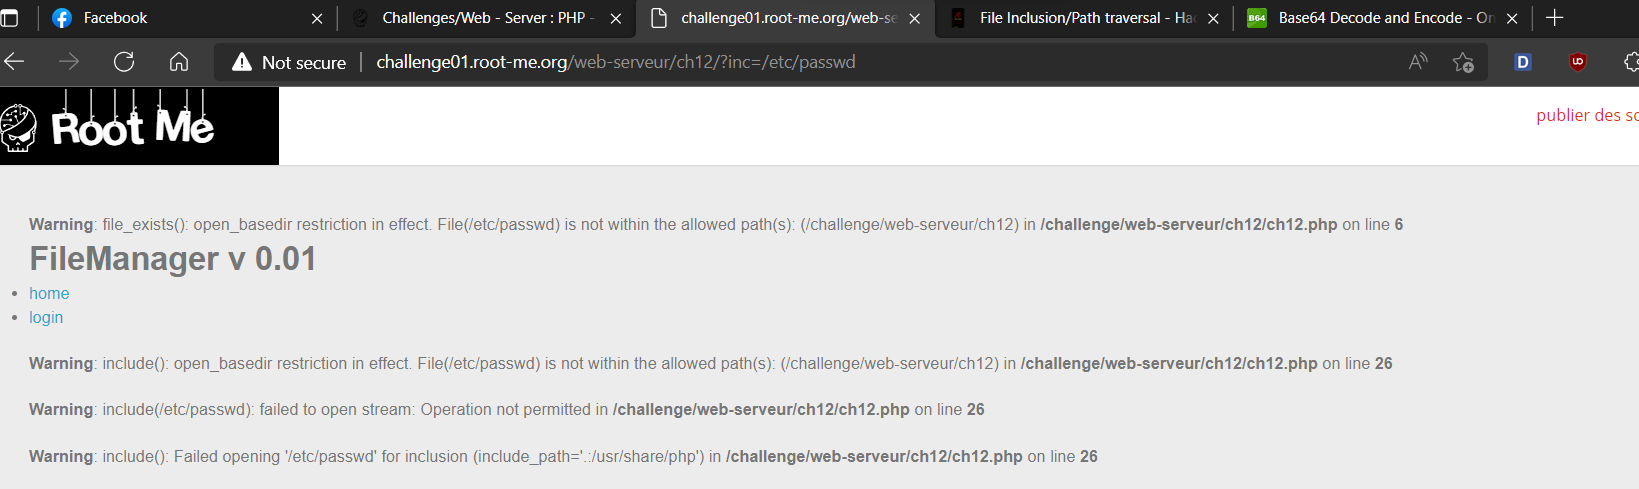 Facebook
Challenges/Web - Server : PHP -
challenge01.root-me.org/web-se
File Inclusion/Path traversal - Ha
B64
Base64 Decode and Encode - On
Not secure
challenge01.root-me.org/web-serveur/ch12/?inc=/etc/passwd
D
Root Me
publier des so
Warning: file_exists(): open_basedir restriction in effect. File(/etc/passwd) is not within the allowed path(s): (/challenge/web-serveur/ch12) in /challenge/web-serveur/ch12/ch12.php on line 6
FileManager v 0.01
• home
• login
Warning: include(): open_basedir restriction in effect. File(/etc/passwd) is not within the allowed path(s): (/challenge/web-serveur/ch12) in /challenge/web-serveur/ch12/ch12.php on line 26
Warning: include(/etc/passwd): failed to open stream: Operation not permitted in /challenge/web-serveur/ch12/ch12.php on line 26
Warning: include(): Failed opening '/etc/passwd' for inclusion (include_path='.:/usr/share/php') in /challenge/web-serveur/ch12/ch12.php on line 26